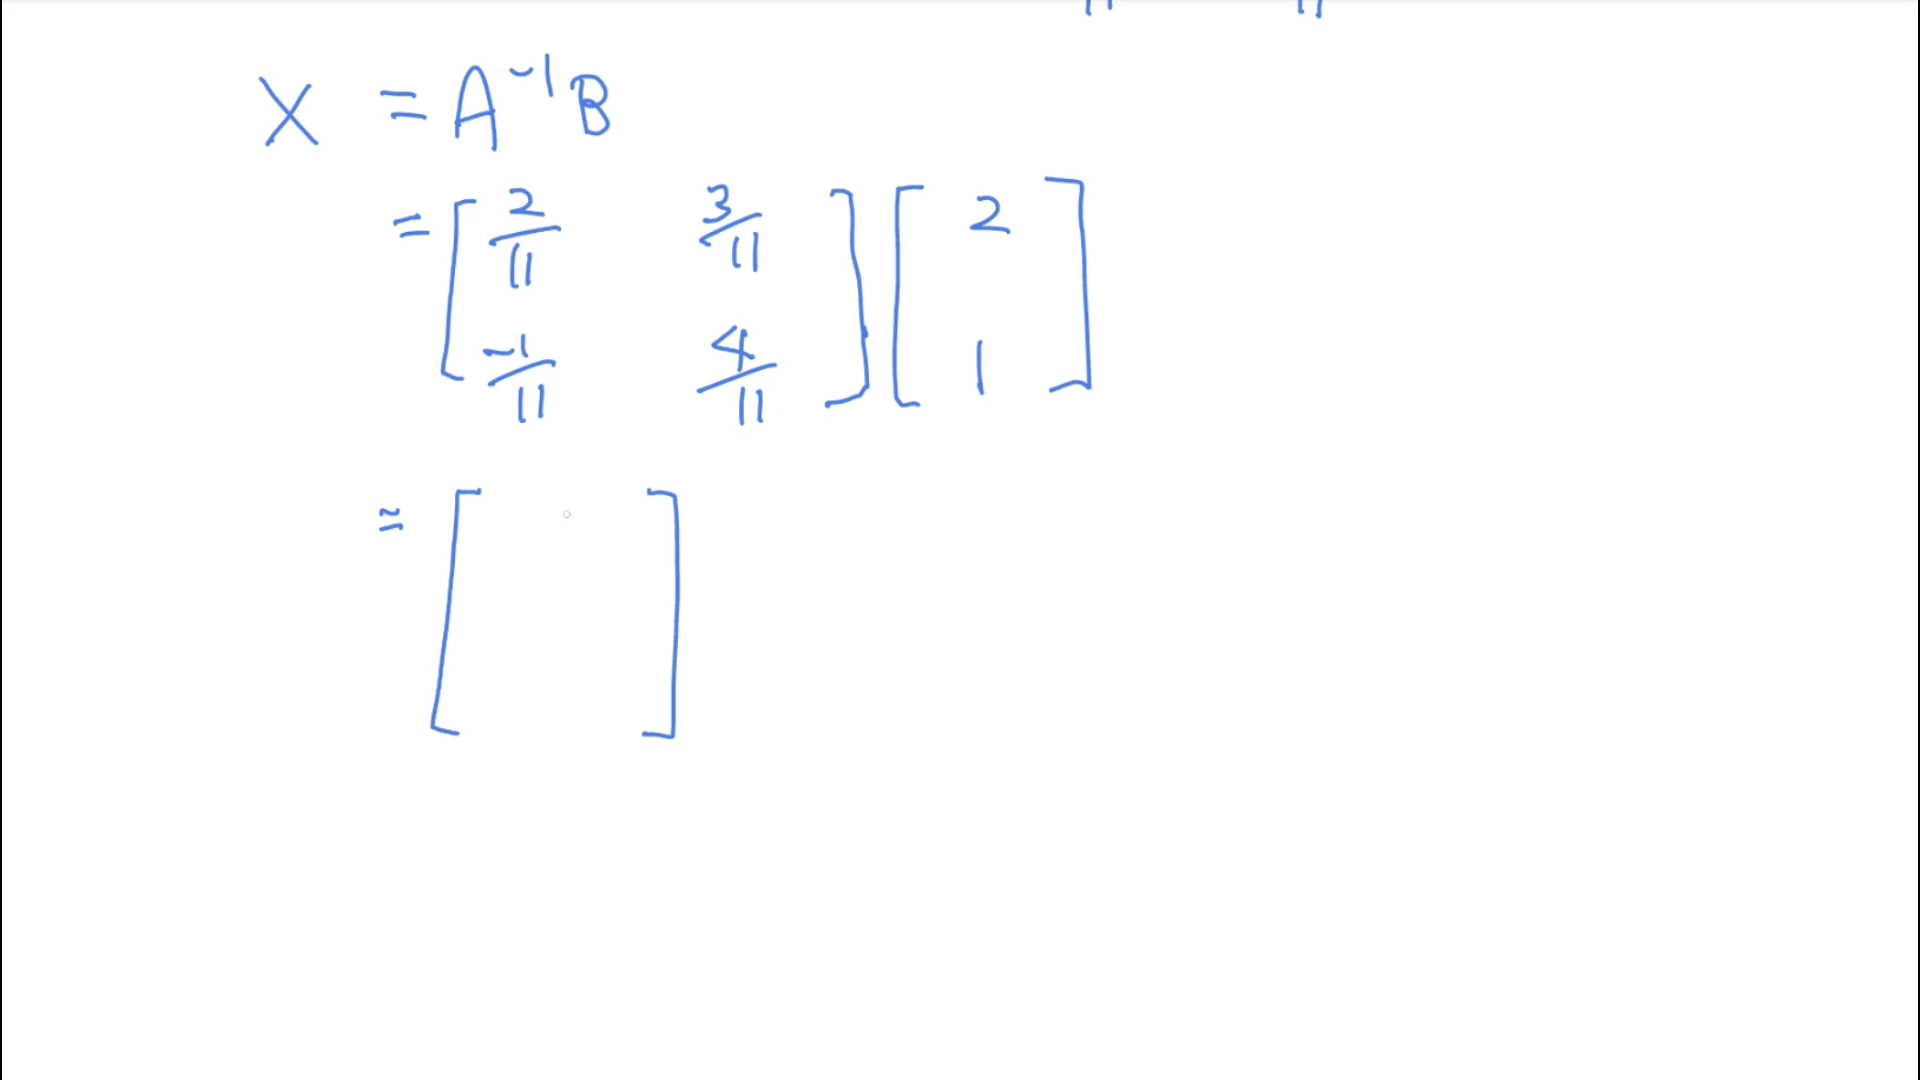 X = A⁻¹B
= [ 2/11 3/11 ] [ 2 ]
[ -1/11 4/11 ] [ 1 ]
= [ ]